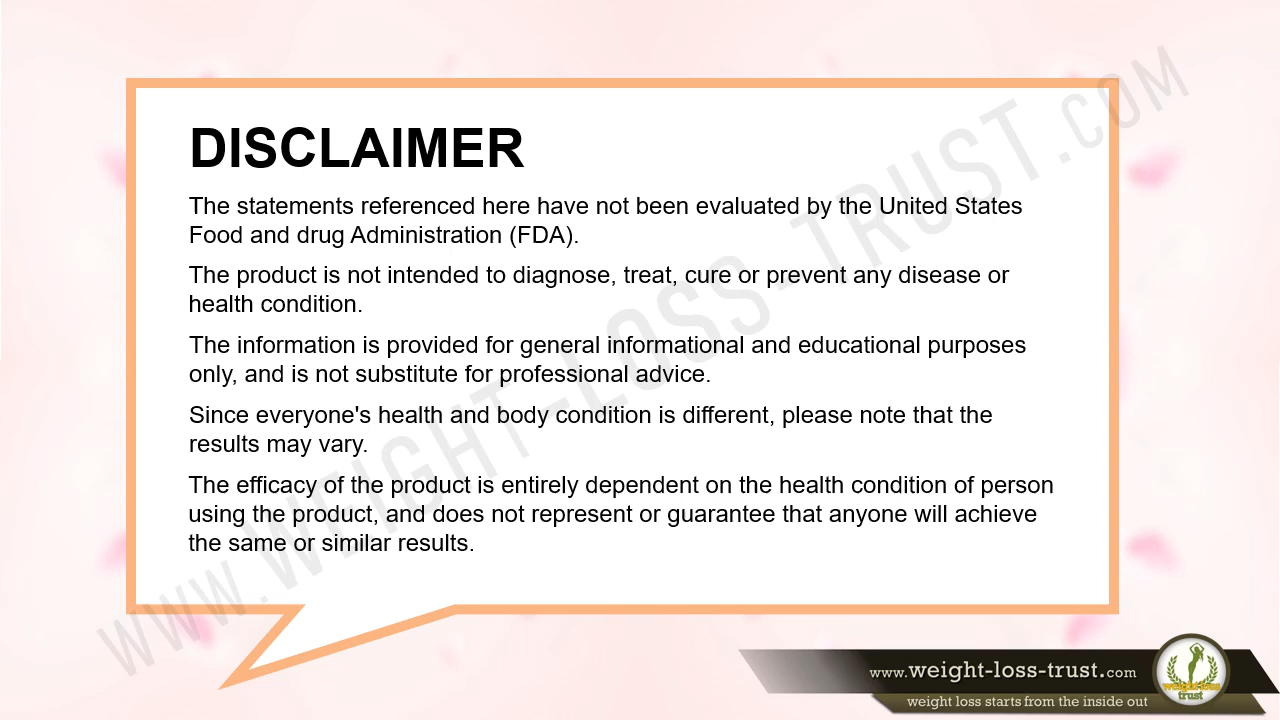 DISCLAIMER
The statements referenced here have not been evaluated by the United States
Food and drug Administration (FDA).
The product is not intended to diagnose, treat, cure or prevent any disease or
health condition.
The information is provided for general informational and educational purposes
only, and is not substitute for professional advice.
Since everyone's health and body condition is different, please note that the
results may vary.
The efficacy of the product is entirely dependent on the health condition of person
using the product, and does not represent or guarantee that anyone will achieve
the same or similar results.
WWW.WEIGHT-LOSS-TRUST.COM
www.weight-loss-trust.com
weight loss starts from the inside out
weight loss
trust